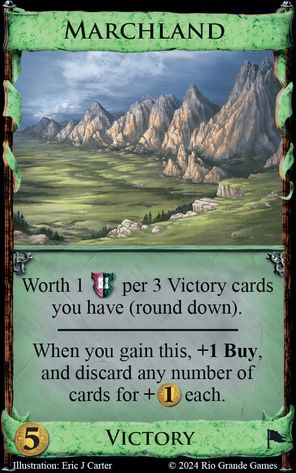 MARCHLAND
Worth 1 per 3 Victory cards
you have (round down).
When you gain this, +1 Buy,
and discard any number of
cards for +1 each.
5 VICTORY
Illustration: Eric J Carter © 2024 Rio Grande Games